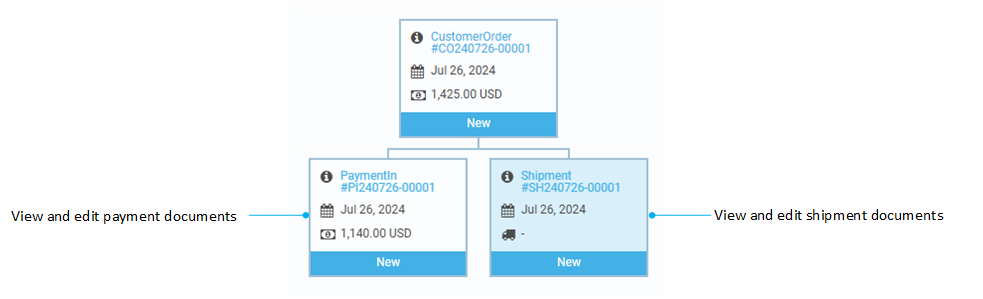 CustomerOrder
#CO240726-00001
Jul 26, 2024
1,425.00 USD
New
PaymentIn
#PI240726-00001
Jul 26, 2024
1,140.00 USD
New
Shipment
#SH240726-00001
Jul 26, 2024
-
New
View and edit payment documents
View and edit shipment documents